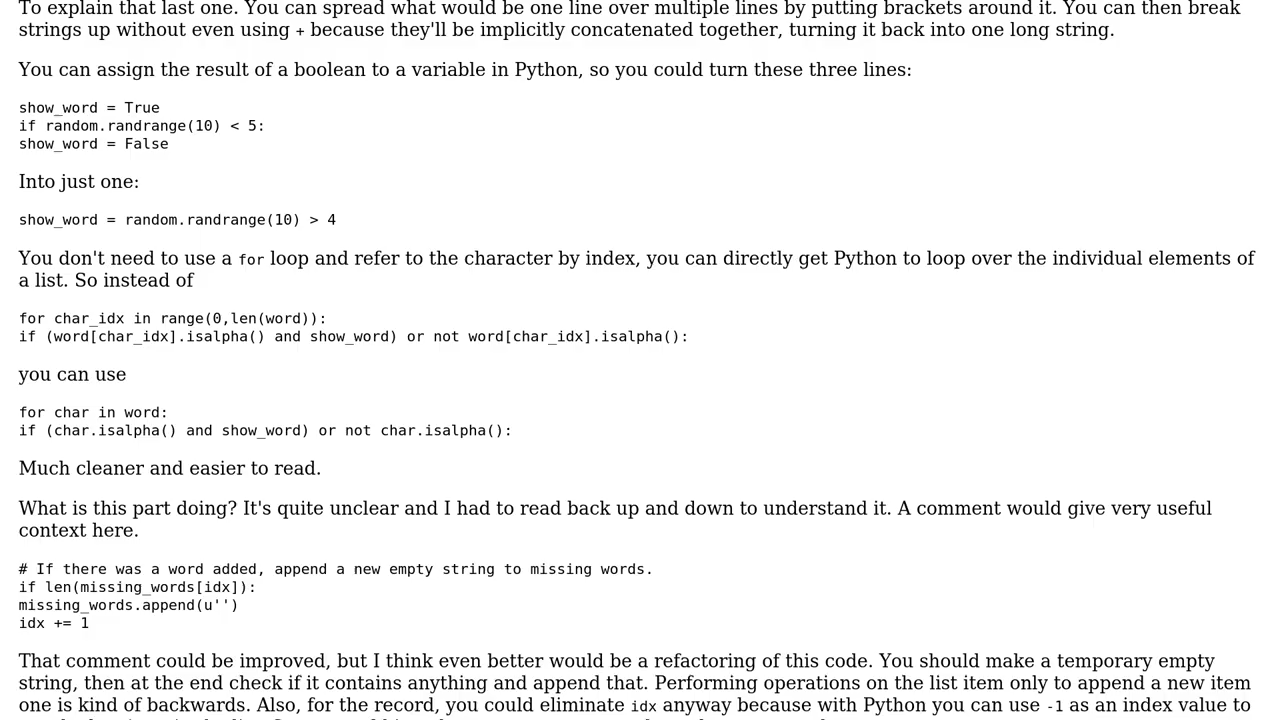 To explain that last one. You can spread what would be one line over multiple lines by putting brackets around it. You can then break
strings up without even using + because they'll be implicitly concatenated together, turning it back into one long string.
You can assign the result of a boolean to a variable in Python, so you could turn these three lines:
show_word = True
if random.randrange(10) < 5:
show_word = False
Into just one:
show_word = random.randrange(10) > 4
You don't need to use a for loop and refer to the character by index, you can directly get Python to loop over the individual elements of
a list. So instead of
for char_idx in range(0,len(word)):
if (word[char_idx].isalpha() and show_word) or not word[char_idx].isalpha():
you can use
for char in word:
if (char.isalpha() and show_word) or not char.isalpha():
Much cleaner and easier to read.
What is this part doing? It's quite unclear and I had to read back up and down to understand it. A comment would give very useful
context here.
# If there was a word added, append a new empty string to missing words.
if len(missing_words[idx]):
missing_words.append(u'')
idx += 1
That comment could be improved, but I think even better would be a refactoring of this code. You should make a temporary empty
string, then at the end check if it contains anything and append that. Performing operations on the list item only to append a new item
one is kind of backwards. Also, for the record, you could eliminate idx anyway because with Python you can use -1 as an index value to